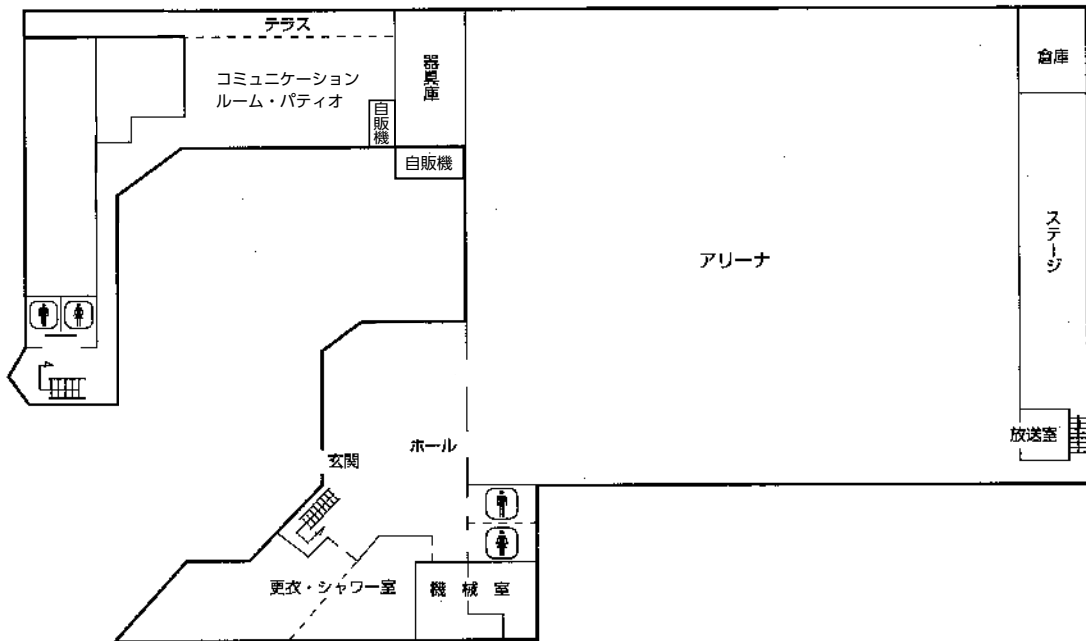 テラス
器具庫
倉庫
コミュニケーション
ルーム・パティオ
自販機
自販機
ステージ
アリーナ
放送室
ホール
玄関
更衣・シャワー室
機械室